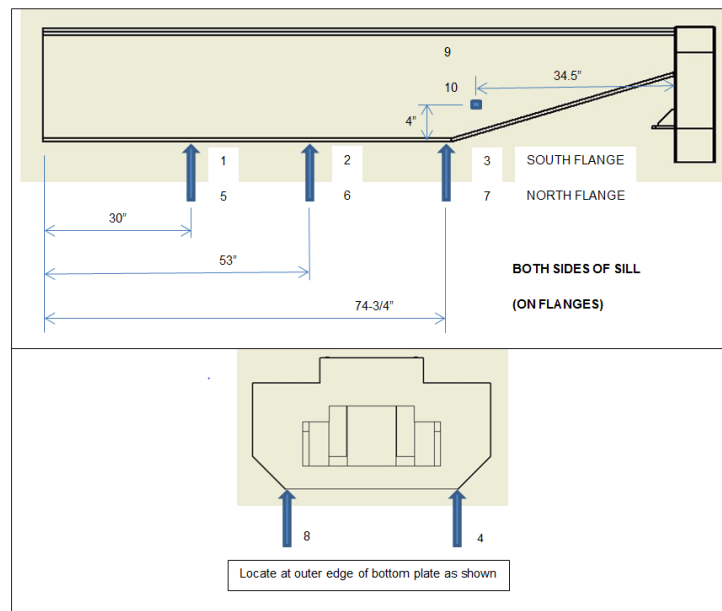 9
34.5”
10
4”
1 2 3 SOUTH FLANGE
5 6 7 NORTH FLANGE
30”
53”
BOTH SIDES OF SILL
74-3/4”
(ON FLANGES)
8 4
Locate at outer edge of bottom plate as shown